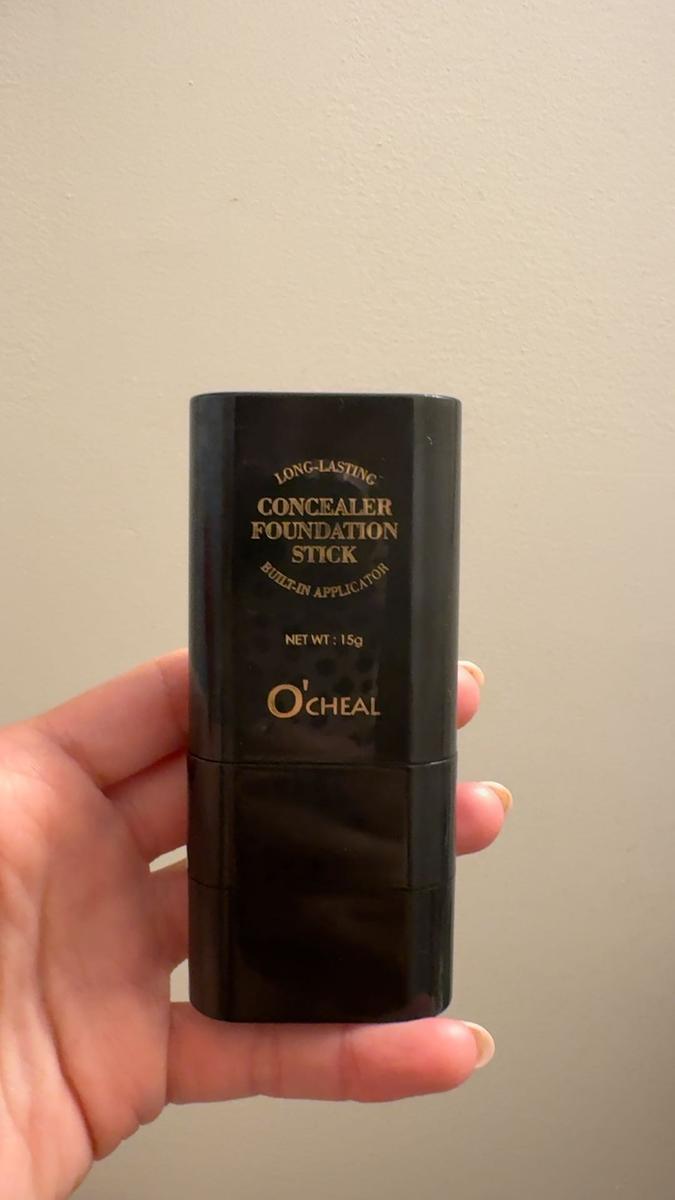 LONG-LASTING
CONCEALER
FOUNDATION
STICK
BUILT-IN APPLICATOR
NET WT : 15g
O'CHEAL